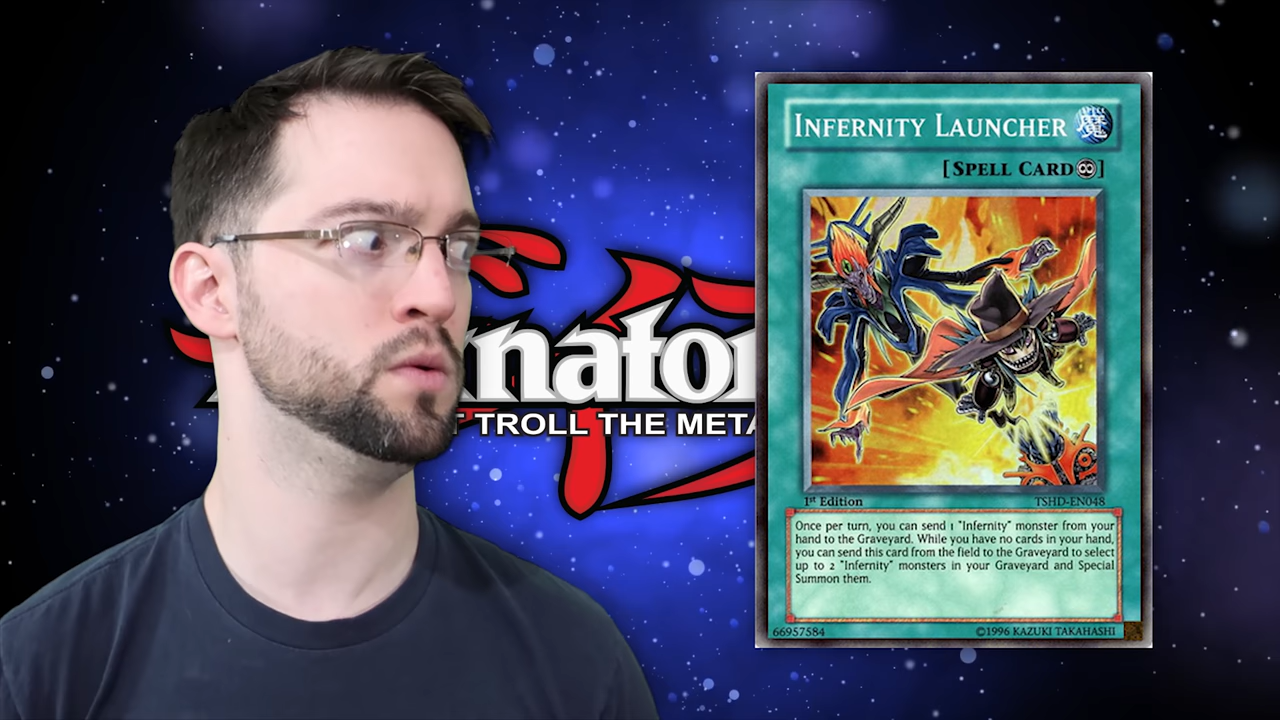 INFERNITY LAUNCHER
[SPELL CARD]
nator
T TROLL THE META
1st Edition
TSHD-EN048
Once per turn, you can send 1 "Infernity" monster from your
hand to the Graveyard. While you have no cards in your hand,
you can send this card from the field to the Graveyard to select
up to 2 "Infernity" monsters in your Graveyard and Special
Summon them.
66957584
©1996 KAZUKI TAKAHASHI